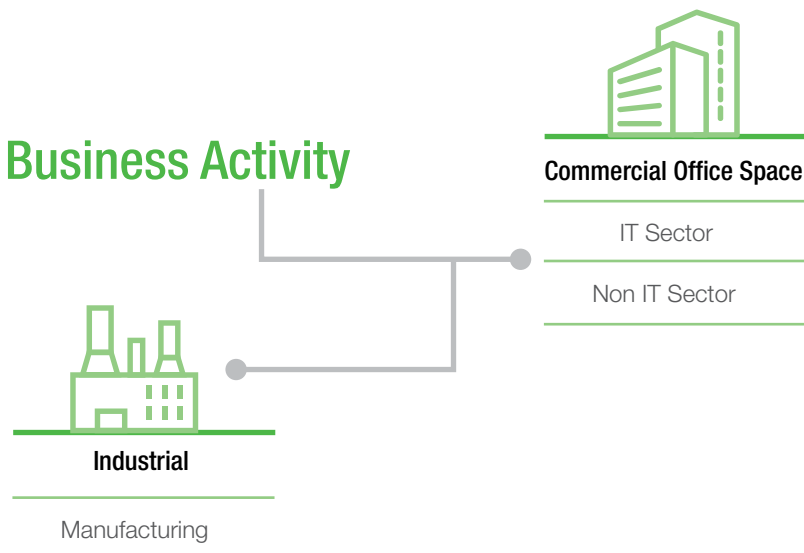 Business Activity
Commercial Office Space
IT Sector
Non IT Sector
Industrial
Manufacturing